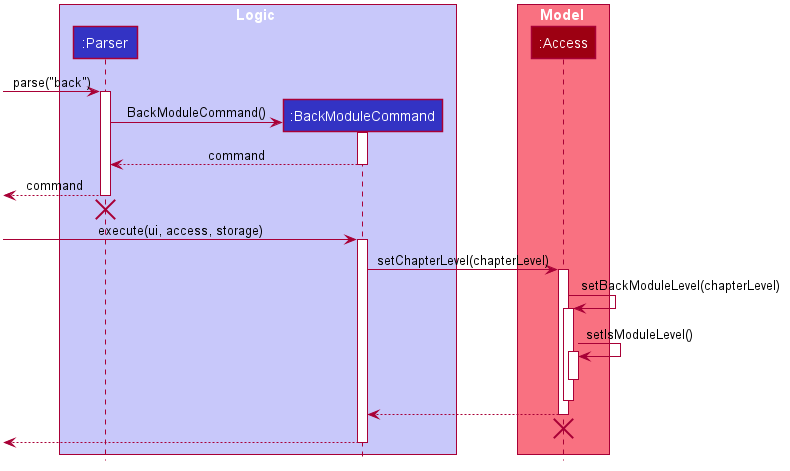 Logic
Model
:Parser
:Access
parse("back")
BackModuleCommand()
:BackModuleCommand
command
command
execute(ui, access, storage)
setChapterLevel(chapterLevel)
setBackModuleLevel(chapterLevel)
setIsModuleLevel()